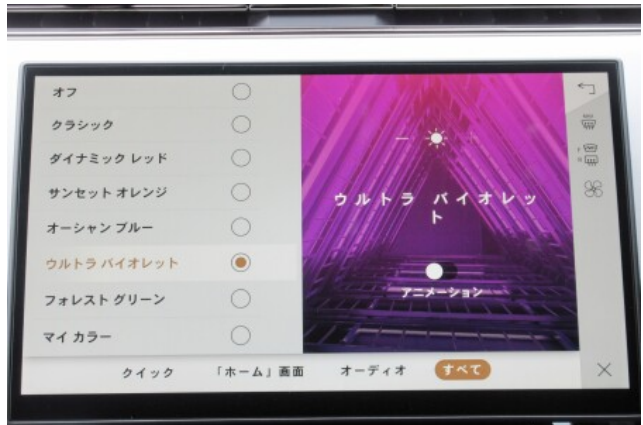 オフ
クラシック
ダイナミック レッド
サンセット オレンジ
オーシャン ブルー
ウルトラ バイオレット
フォレスト グリーン
マイ カラー
ウルトラ バイオレッ
ト
アニメーション
クイック 「ホーム」画面 オーディオ すべて